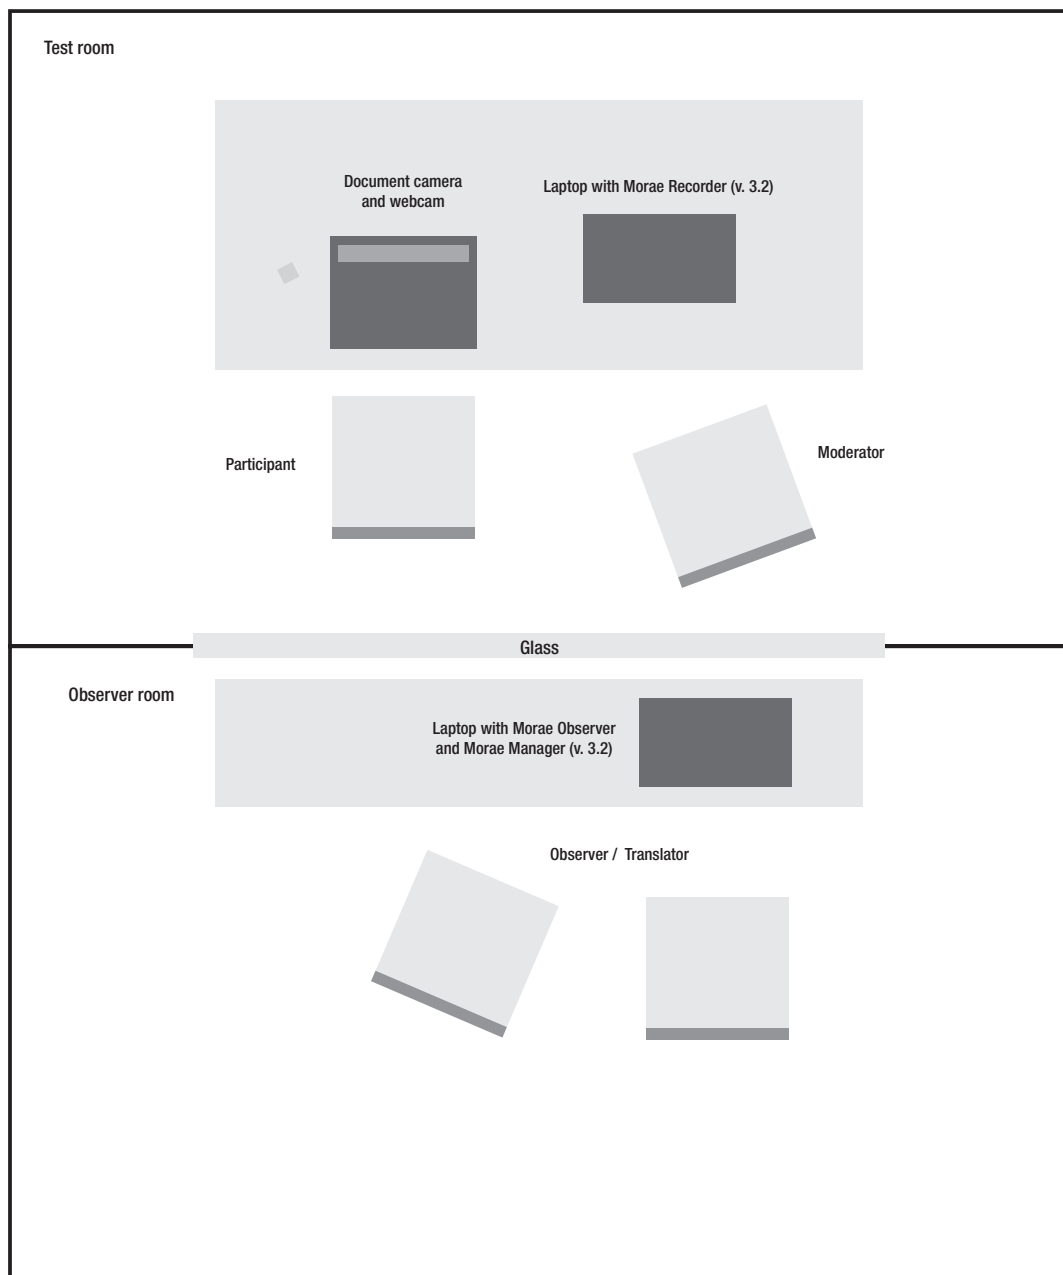 Test room
Document camera
and webcam
Laptop with Morae Recorder (v. 3.2)
Participant
Moderator
Glass
Observer room
Laptop with Morae Observer
and Morae Manager (v. 3.2)
Observer / Translator